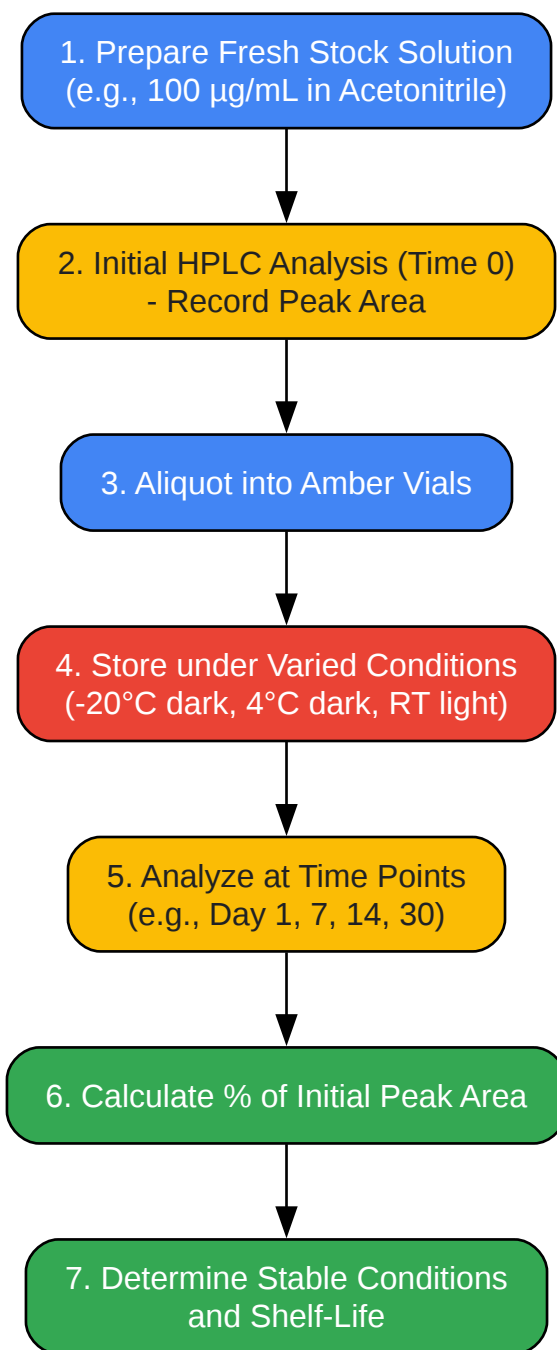 1. Prepare Fresh Stock Solution
(e.g., 100 µg/mL in Acetonitrile)
2. Initial HPLC Analysis (Time 0)
- Record Peak Area
3. Aliquot into Amber Vials
4. Store under Varied Conditions
(-20°C dark, 4°C dark, RT light)
5. Analyze at Time Points
(e.g., Day 1, 7, 14, 30)
6. Calculate % of Initial Peak Area
7. Determine Stable Conditions
and Shelf-Life